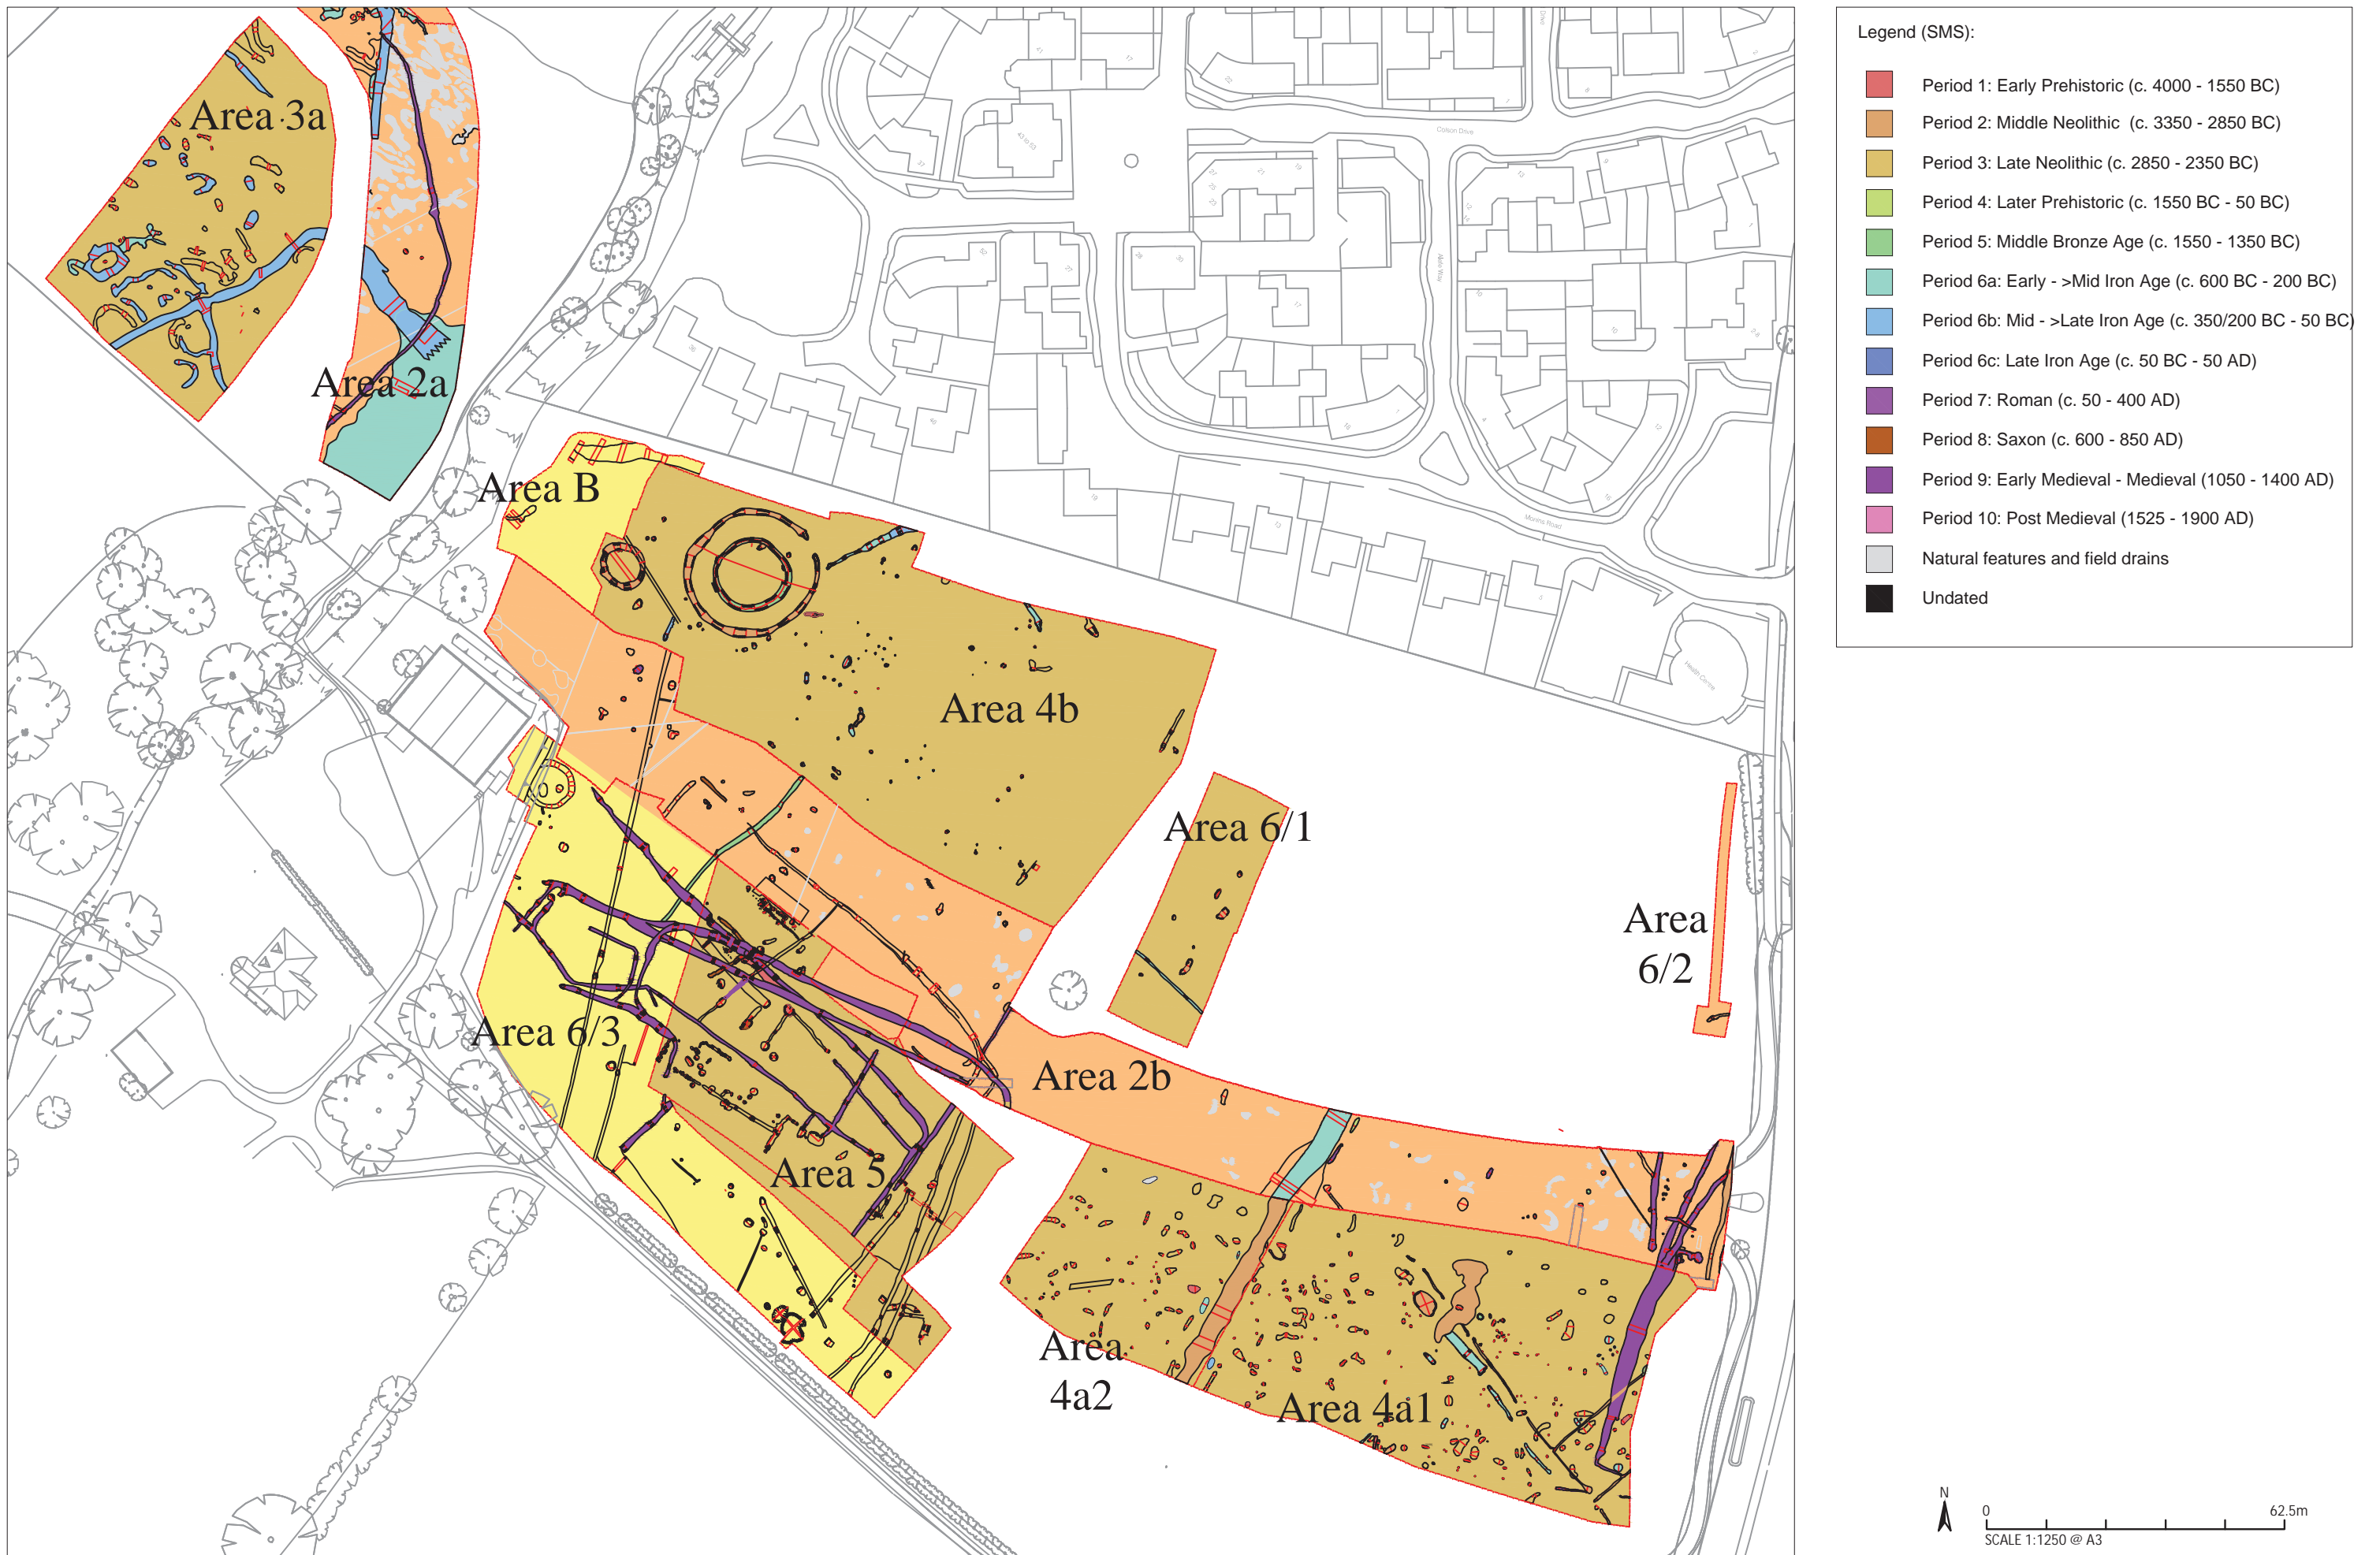 Legend (SMS):
Period 1: Early Prehistoric (c. 4000 - 1550 BC)
Period 2: Middle Neolithic (c. 3350 - 2850 BC)
Period 3: Late Neolithic (c. 2850 - 2350 BC)
Period 4: Later Prehistoric (c. 1550 BC - 50 BC)
Period 5: Middle Bronze Age (c. 1550 - 1350 BC)
Period 6a: Early - >Mid Iron Age (c. 600 BC - 200 BC)
Period 6b: Mid - >Late Iron Age (c. 350/200 BC - 50 BC)
Period 6c: Late Iron Age (c. 50 BC - 50 AD)
Period 7: Roman (c. 50 - 400 AD)
Period 8: Saxon (c. 600 - 850 AD)
Period 9: Early Medieval - Medieval (1050 - 1400 AD)
Period 10: Post Medieval (1525 - 1900 AD)
Natural features and field drains
Undated
Area 3a
Area 2a
Area B
Area 4b
Area 6/1
Area
6/2
Area 6/3
Area 2b
Area 5
Area
4a2
Area 4a1
Drive
Colson Drive
Way
Road
Health Centre
N
0
62.5m
SCALE 1:1250 @ A3